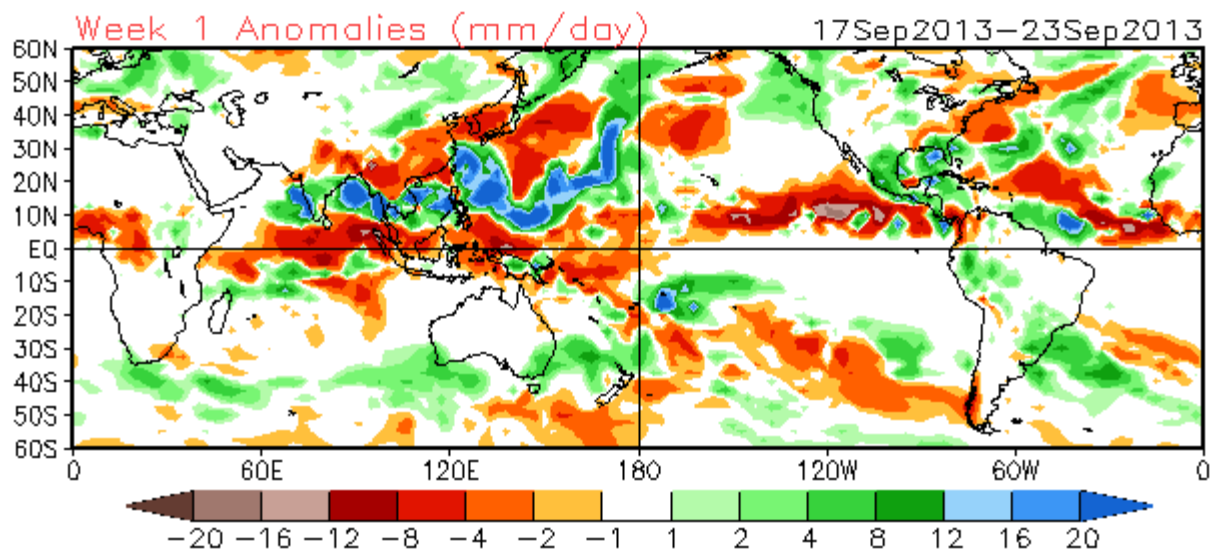 Week 1 Anomalies (mm/day) 17Sep2013−23Sep2013
60N
50N
40N
30N
20N
10N
EQ
10S
20S
30S
40S
50S
60S
0 60E 120E 180 120W 60W 0
−20 −16 −12 −8 −4 −2 −1 1 2 4 8 12 16 20